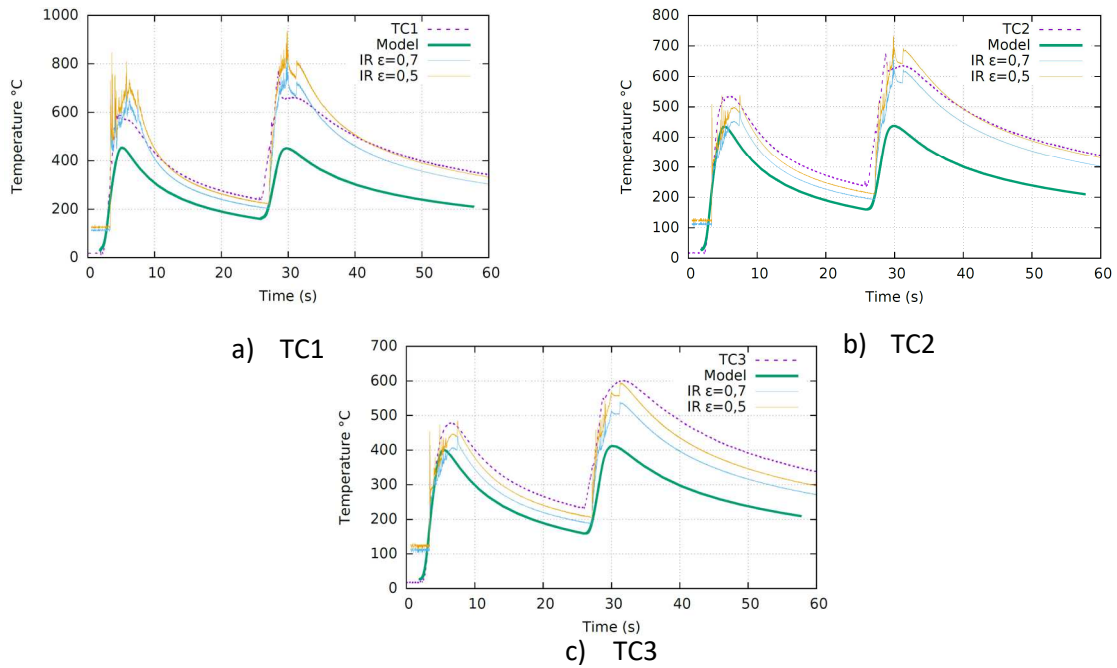 1000
800
600
400
200
0
Temperature °C
0 10 20 30 40 50 60
Time (s)
TC1
Model
IR ε=0,7
IR ε=0,5
a) TC1
800
700
600
500
400
300
200
100
0
Temperature °C
0 10 20 30 40 50 60
Time (s)
TC2
Model
IR ε=0,7
IR ε=0,5
b) TC2
700
600
500
400
300
200
100
0
Temperature °C
0 10 20 30 40 50 60
Time (s)
TC3
Model
IR ε=0,7
IR ε=0,5
c) TC3